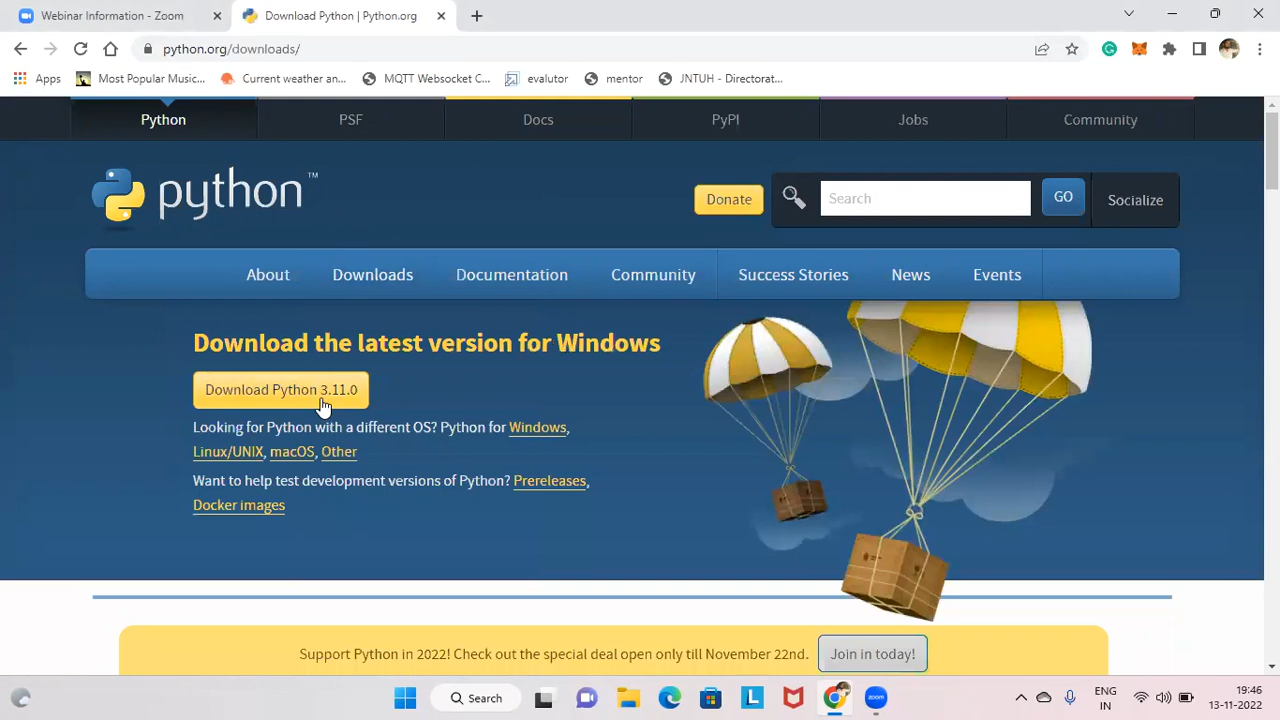 Webinar Information - Zoom
Download Python | Python.org
python.org/downloads/
Apps
Most Popular Music...
Current weather an...
MQTT Websocket C...
evalutor
mentor
JNTUH - Directorat...
Python
PSF
Docs
PyPI
Jobs
Community
python™
Donate
Search
GO
Socialize
About
Downloads
Documentation
Community
Success Stories
News
Events
Download the latest version for Windows
Download Python 3.11.0
Looking for Python with a different OS? Python for Windows,
Linux/UNIX, macOS, Other
Want to help test development versions of Python? Prereleases,
Docker images
Support Python in 2022! Check out the special deal open only till November 22nd.
Join in today!
Search
L
zoom
ENG
IN
19:46
13-11-2022